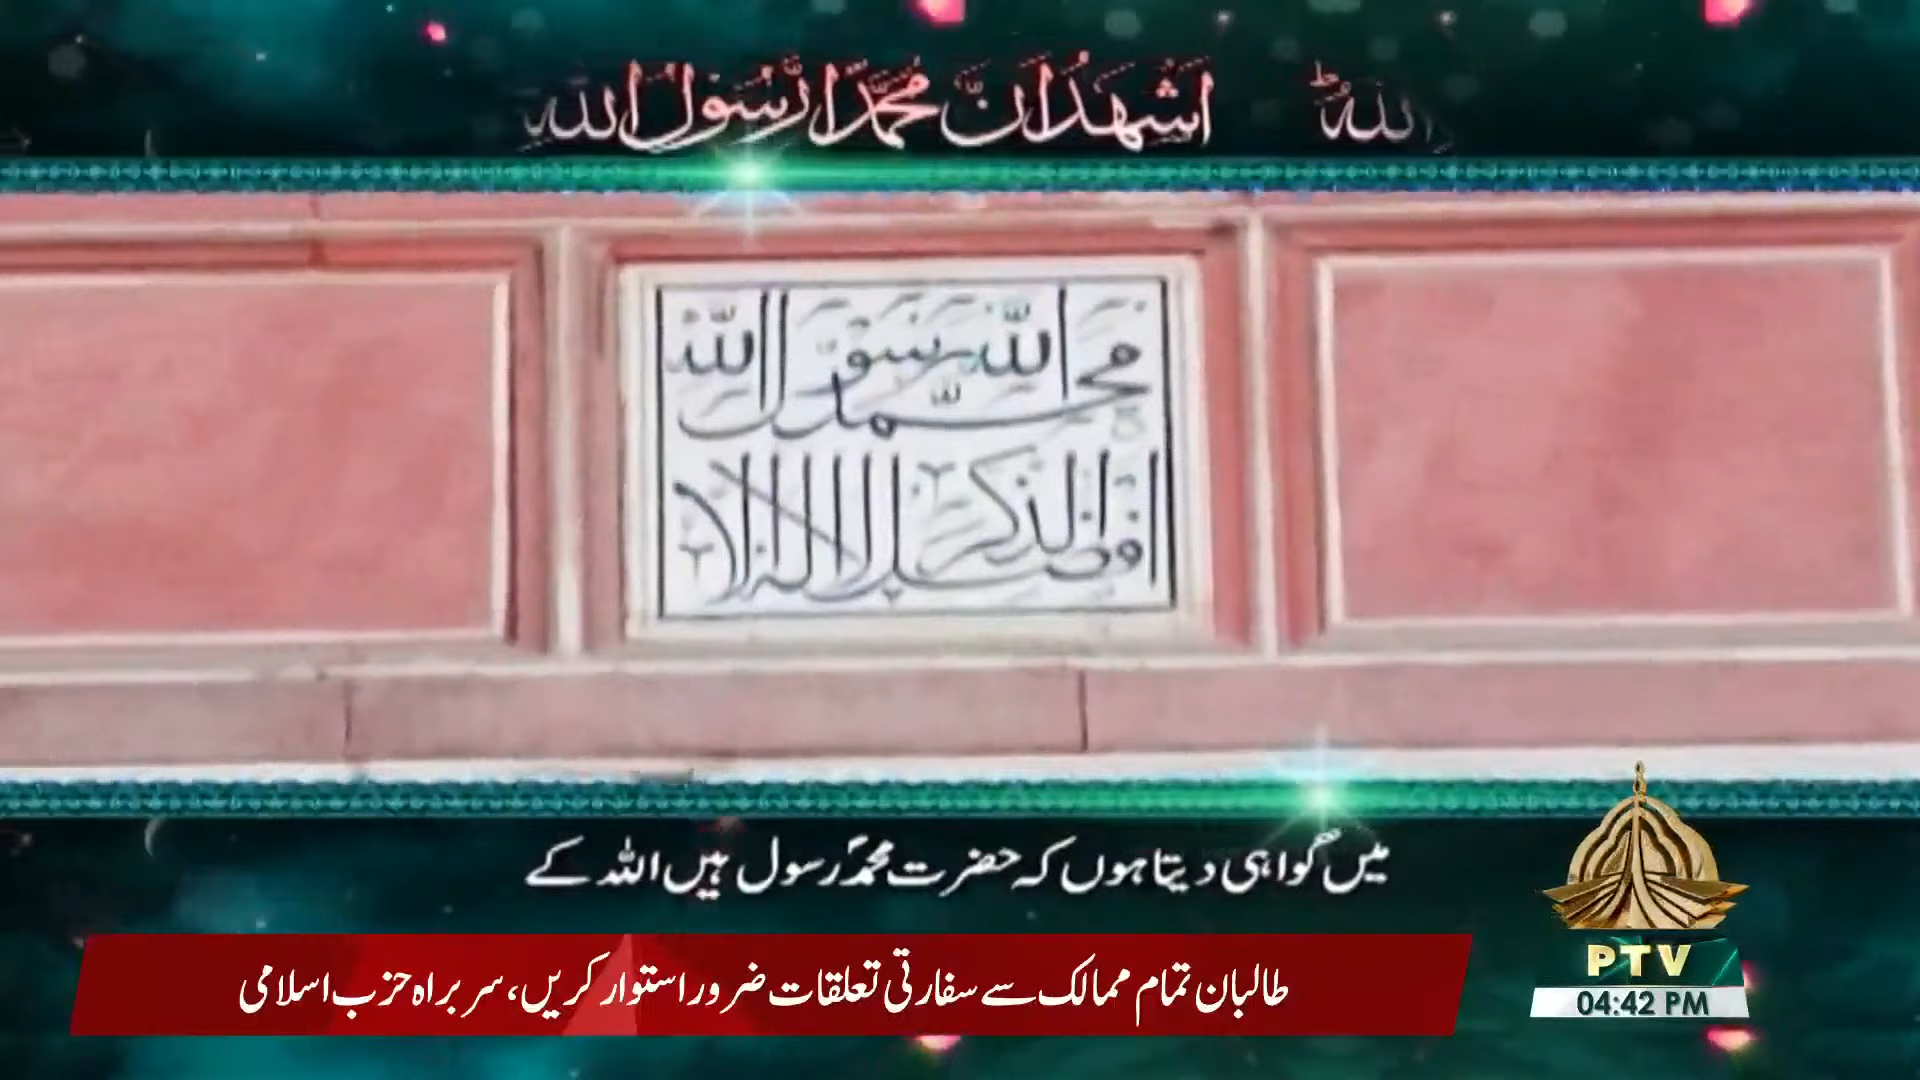 اشهد ان محمدا رسول الله
محمد رسول الله
افضل الذكر لا اله الا الله
میں گواہی دیتا ہوں کہ حضرت محمدؐ رسول ہیں اللہ کے
طالبان تمام ممالک سے سفارتی تعلقات ضرور استوار کریں، سربراہ حزب اسلامی
PTV
04:42 PM